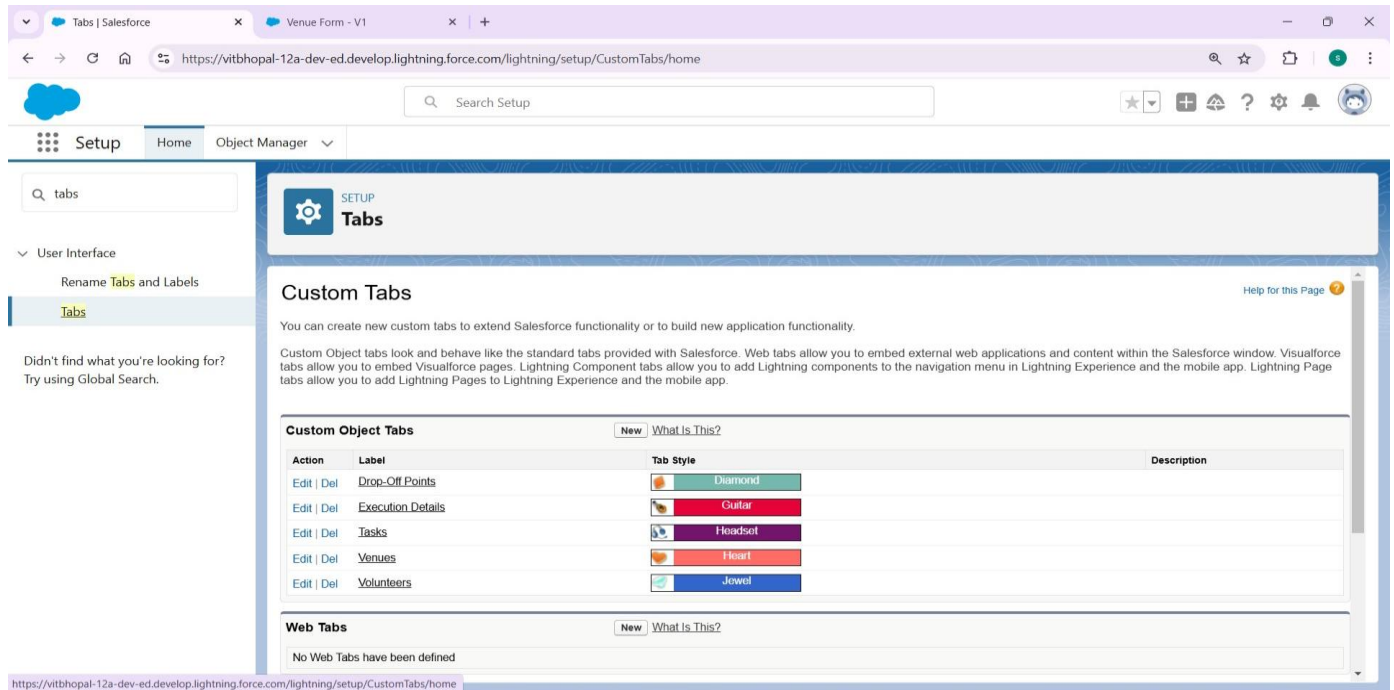 Tabs | Salesforce
Venue Form - V1
https://vitbhopal-12a-dev-ed.develop.lightning.force.com/lightning/setup/CustomTabs/home
S
Search Setup
Setup
Home
Object Manager
tabs
User Interface
Rename Tabs and Labels
Tabs
Didn't find what you're looking for?
Try using Global Search.
SETUP
Tabs
Custom Tabs
Help for this Page
You can create new custom tabs to extend Salesforce functionality or to build new application functionality.
Custom Object tabs look and behave like the standard tabs provided with Salesforce. Web tabs allow you to embed external web applications and content within the Salesforce window. Visualforce
tabs allow you to embed Visualforce pages. Lightning Component tabs allow you to add Lightning components to the navigation menu in Lightning Experience and the mobile app. Lightning Page
tabs allow you to add Lightning Pages to Lightning Experience and the mobile app.
Custom Object Tabs New What Is This?
Action Label Tab Style Description
Edit | Del Drop-Off Points Diamond
Edit | Del Execution Details Guitar
Edit | Del Tasks Headset
Edit | Del Venues Heart
Edit | Del Volunteers Jewel
Web Tabs New What Is This?
No Web Tabs have been defined
https://vitbhopal-12a-dev-ed.develop.lightning.force.com/lightning/setup/CustomTabs/home